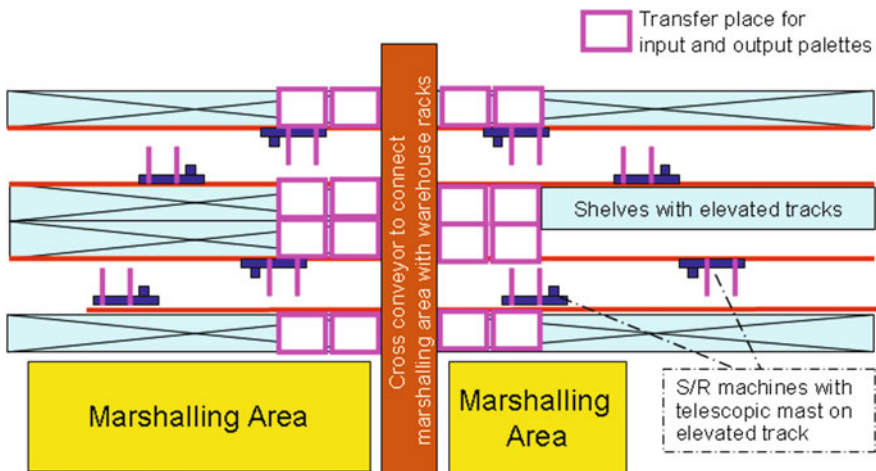 Transfer place for
input and output palettes
Cross conveyor to connect
marshalling area with warehouse racks
Shelves with elevated tracks
Marshalling Area
Marshalling
Area
S/R machines with
telescopic mast on
elevated track